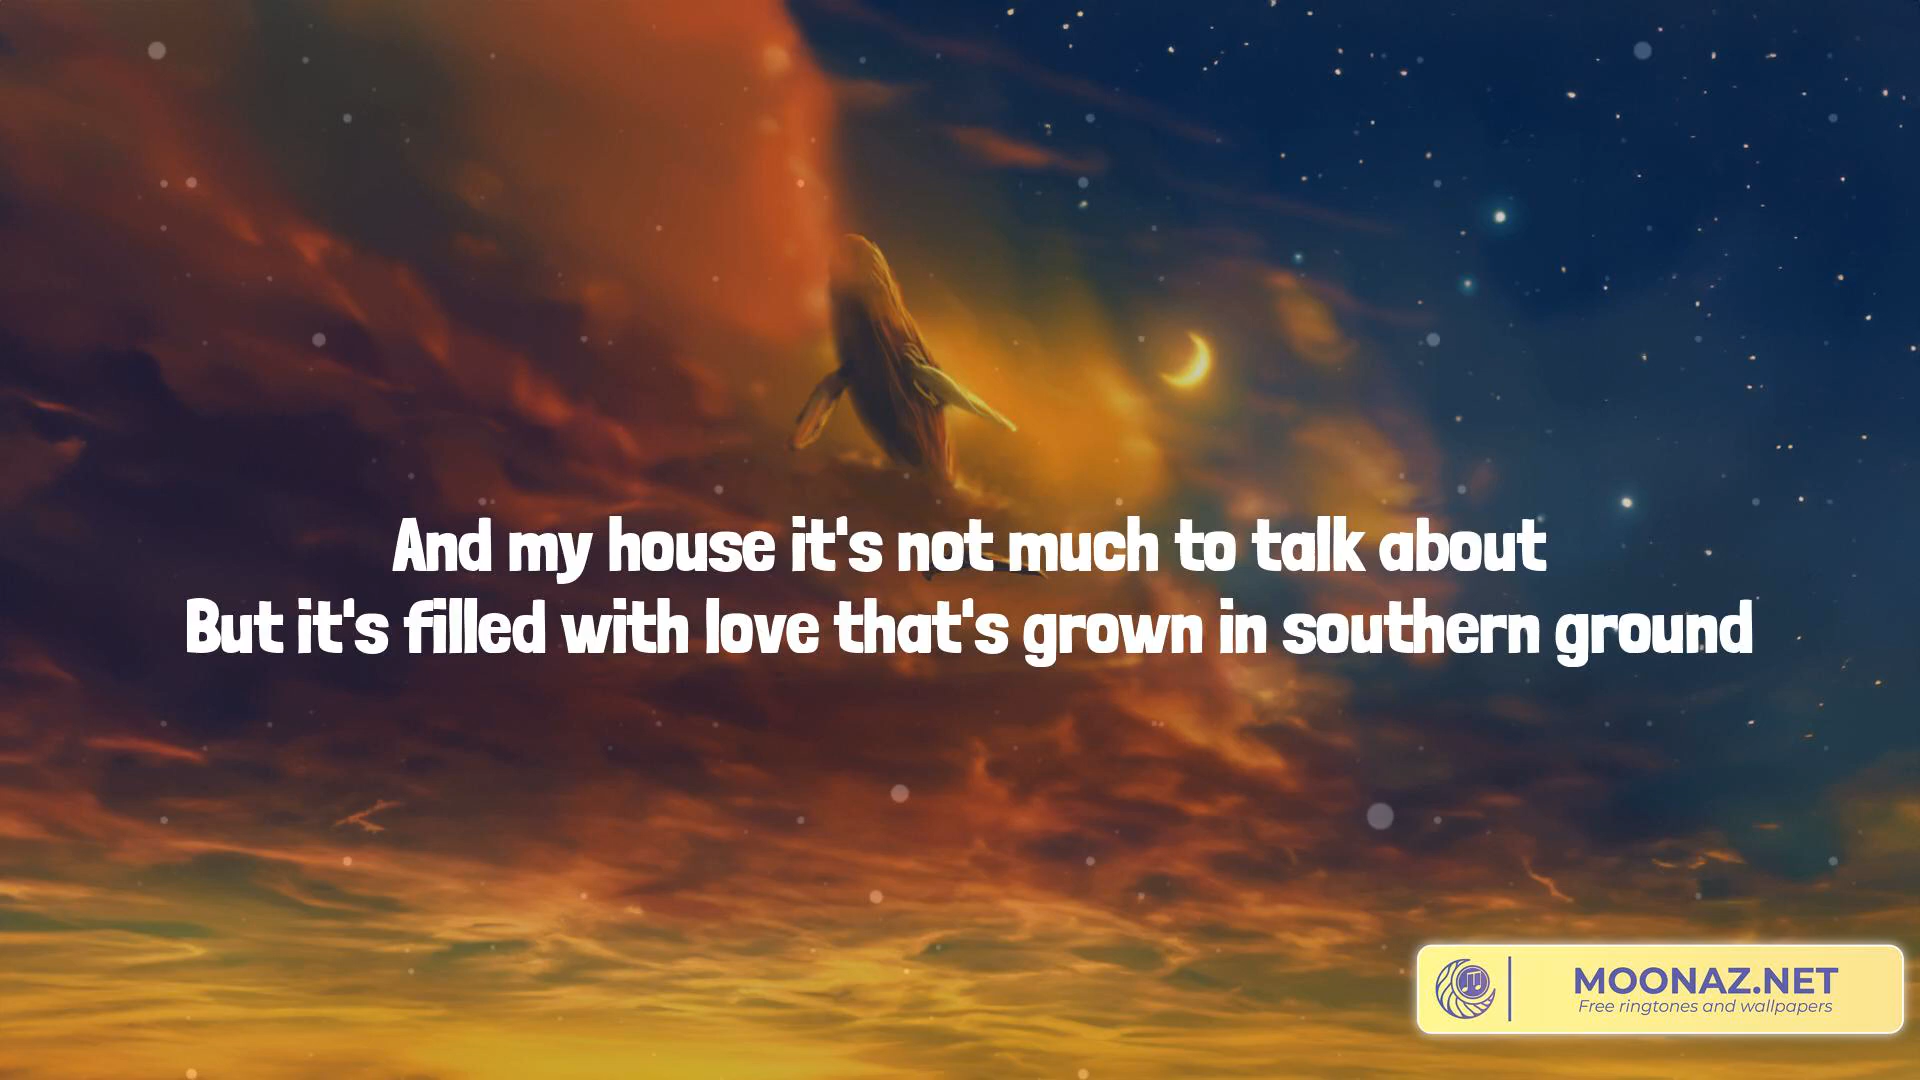 And my house it's not much to talk about
But it's filled with love that's grown in southern ground
MOONAZ.NET
Free ringtones and wallpapers